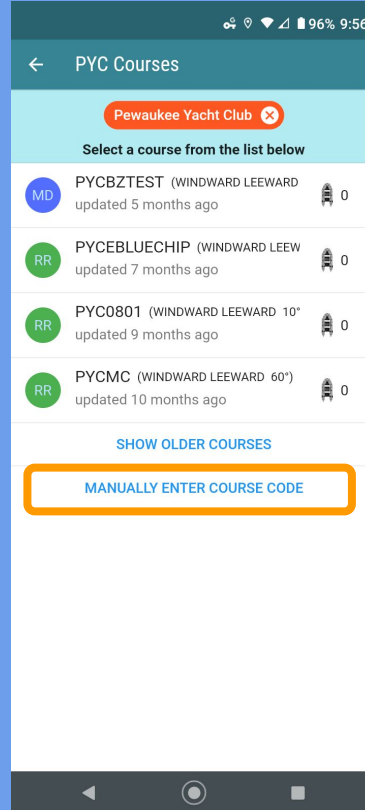 96% 9:56
PYC Courses
Pewaukee Yacht Club
Select a course from the list below
MD
PYCBZTEST (WINDWARD LEEWARD
updated 5 months ago
0
RR
PYCEBLUECHIP (WINDWARD LEEW
updated 7 months ago
0
RR
PYC0801 (WINDWARD LEEWARD 10°
updated 9 months ago
0
RR
PYCMC (WINDWARD LEEWARD 60°)
updated 10 months ago
0
SHOW OLDER COURSES
MANUALLY ENTER COURSE CODE